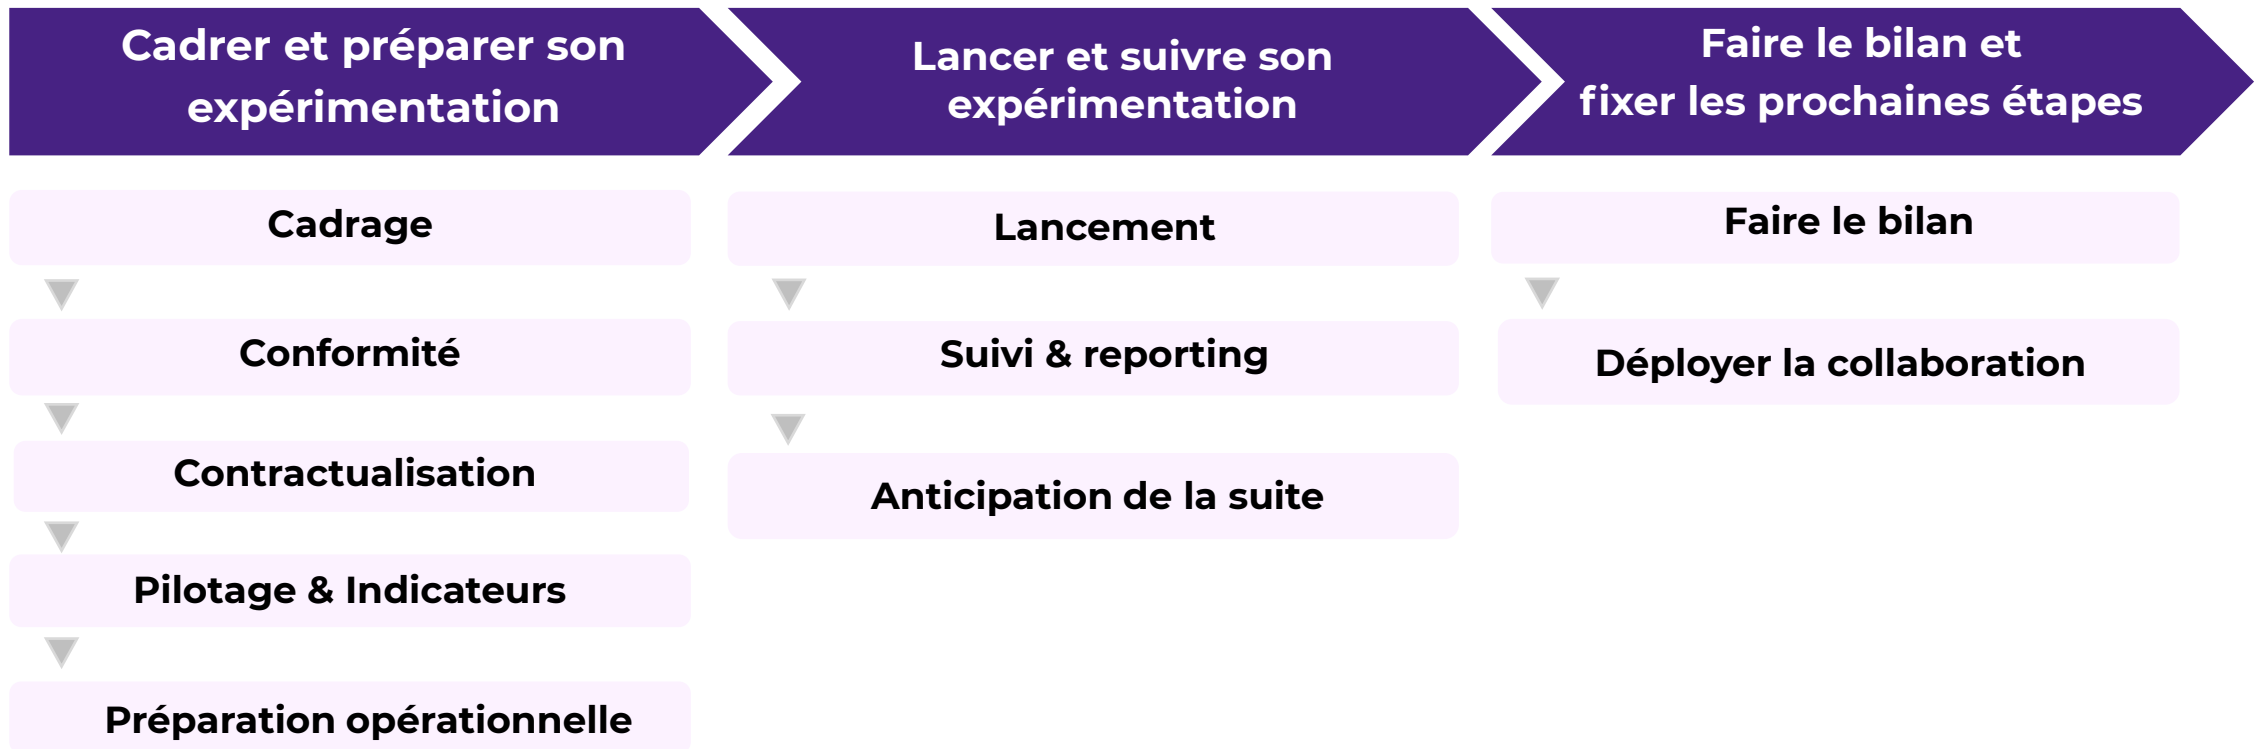 Cadrer et préparer son
expérimentation
Lancer et suivre son
expérimentation
Faire le bilan et
fixer les prochaines étapes
Cadrage
Conformité
Contractualisation
Pilotage & Indicateurs
Préparation opérationnelle
Lancement
Suivi & reporting
Anticipation de la suite
Faire le bilan
Déployer la collaboration